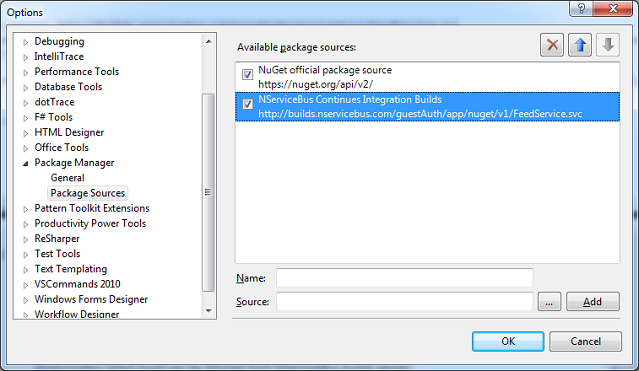 Options
Debugging
IntelliTrace
Performance Tools
Database Tools
dotTrace
F# Tools
HTML Designer
Office Tools
Package Manager
General
Package Sources
Pattern Toolkit Extensions
Productivity Power Tools
ReSharper
Test Tools
Text Templating
VSCommands 2010
Windows Forms Designer
Workflow Designer
Available package sources:
NuGet official package source
https://nuget.org/api/v2/
NServiceBus Continues Integration Builds
http://builds.nservicebus.com/guestAuth/app/nuget/v1/FeedService.svc
Name:
Source:
...
Add
OK
Cancel